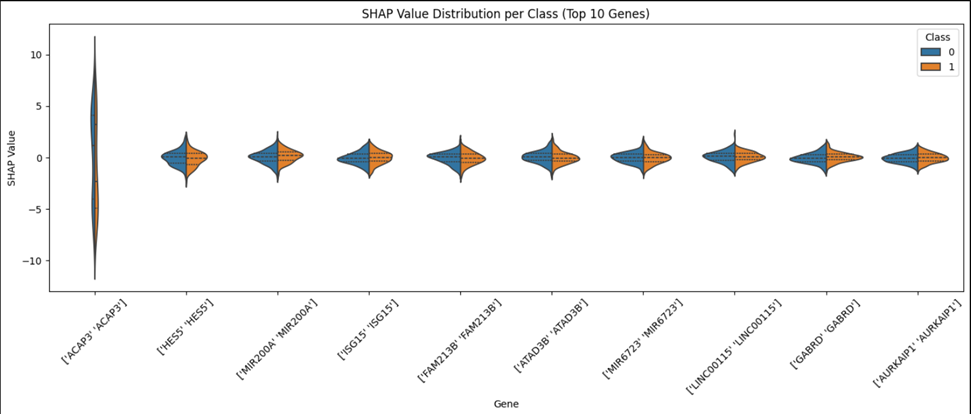 SHAP Value Distribution per Class (Top 10 Genes)
Class
0
1
SHAP Value
10
5
0
−5
−10
['ACAP3' 'ACAP3']
['HES5' 'HES5']
['MIR200A' 'MIR200A']
['ISG15' 'ISG15']
['FAM213B' 'FAM213B']
['ATAD3B' 'ATAD3B']
['MIR6723' 'MIR6723']
['LINC00115' 'LINC00115']
['GABRD' 'GABRD']
['AURKAIP1' 'AURKAIP1']
Gene